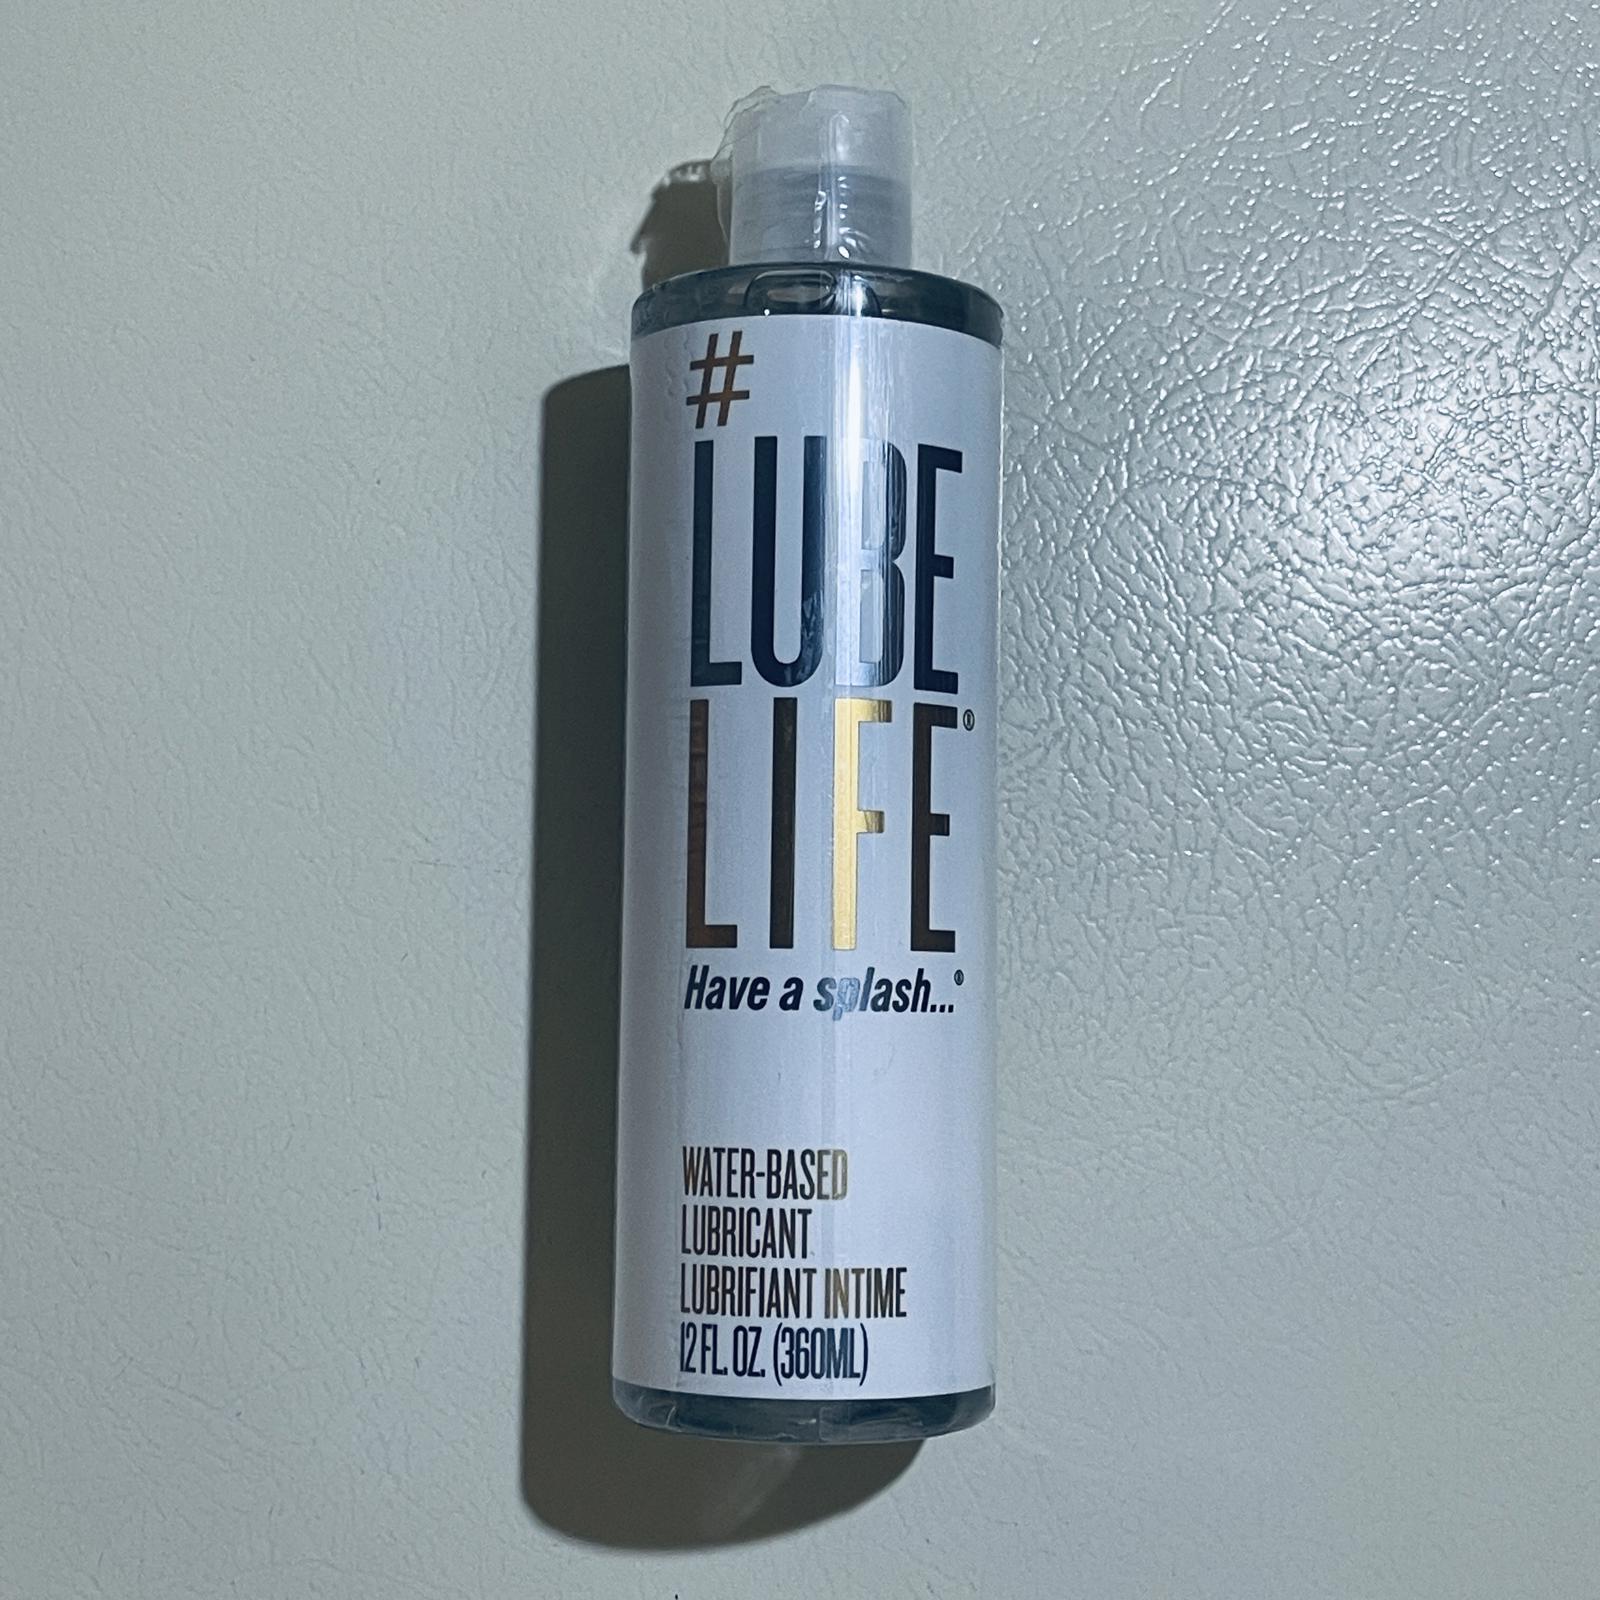 #
LUBE
LIFE®
Have a splash...®
WATER-BASED
LUBRICANT
LUBRIFIANT INTIME
12 FL. OZ. (360ML)